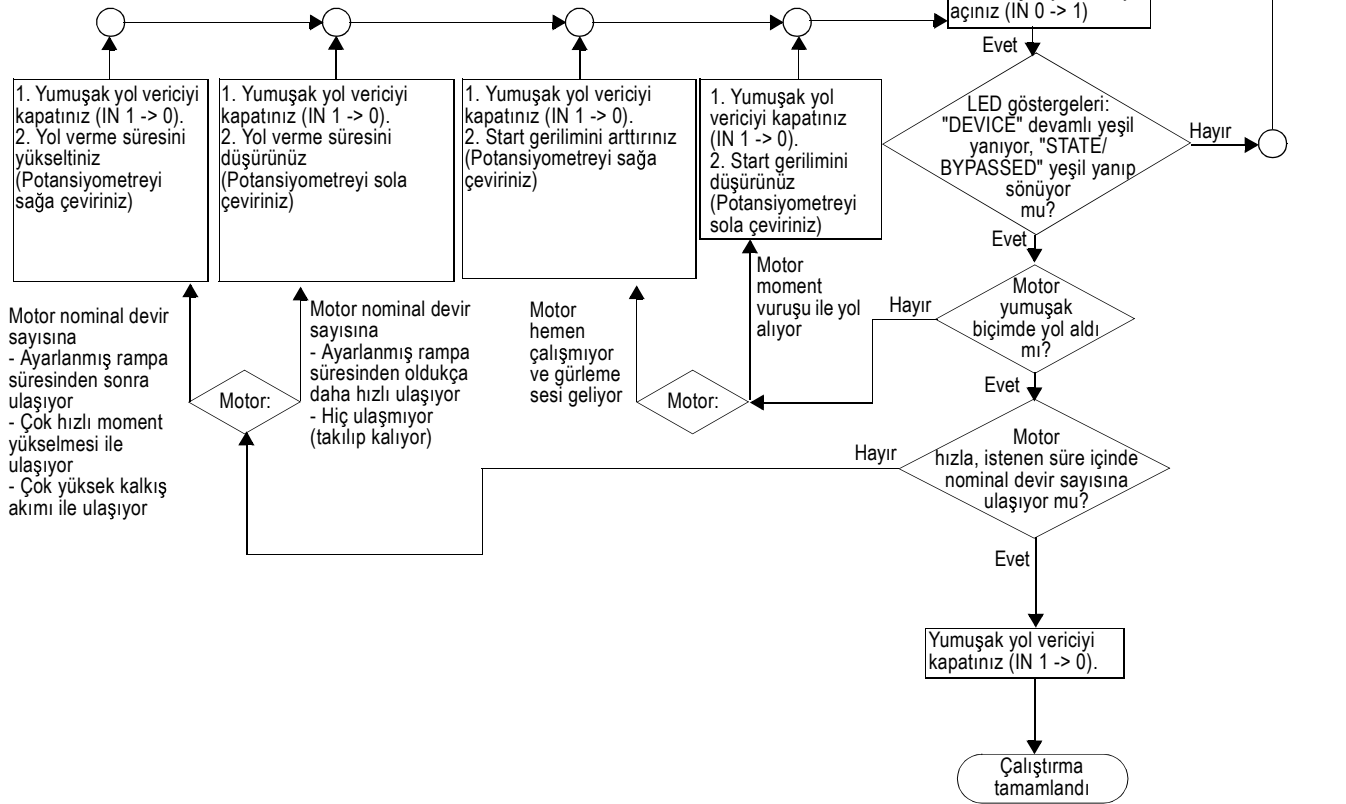 açınız (IN 0 -> 1)
Evet
1. Yumuşak yol vericiyi
kapatınız (IN 1 -> 0).
2. Yol verme süresini
yükseltiniz
(Potansiyometreyi
sağa çeviriniz)
1. Yumuşak yol vericiyi
kapatınız (IN 1 -> 0).
2. Yol verme süresini
düşürünüz
(Potansiyometreyi sola
çeviriniz)
1. Yumuşak yol vericiyi
kapatınız (IN 1 -> 0).
2. Start gerilimini arttırınız
(Potansiyometreyi sağa
çeviriniz)
1. Yumuşak yol
vericiyi kapatınız
(IN 1 -> 0).
2. Start gerilimini
düşürünüz
(Potansiyometreyi
sola çeviriniz)
LED göstergeleri:
"DEVICE" devamlı yeşil
yanıyor, "STATE/
BYPASSED" yeşil yanıp
sönüyor
mu?
Hayır
Evet
Motor nominal devir
sayısına
- Ayarlanmış rampa
süresinden sonra
ulaşıyor
- Çok hızlı moment
yükselmesi ile
ulaşıyor
- Çok yüksek kalkış
akımı ile ulaşıyor
Motor:
Motor nominal devir
sayısına
- Ayarlanmış rampa
süresinden oldukça
daha hızlı ulaşıyor
- Hiç ulaşmıyor
(takılıp kalıyor)
Motor
hemen
çalışmıyor
ve gürleme
sesi geliyor
Motor:
Motor
moment
vuruşu ile yol
alıyor
Hayır
Motor
yumuşak
biçimde yol aldı
mı?
Evet
Hayır
Motor
hızla, istenen süre içinde
nominal devir sayısına
ulaşıyor mu?
Evet
Yumuşak yol vericiyi
kapatınız (IN 1 -> 0).
Çalıştırma
tamamlandı